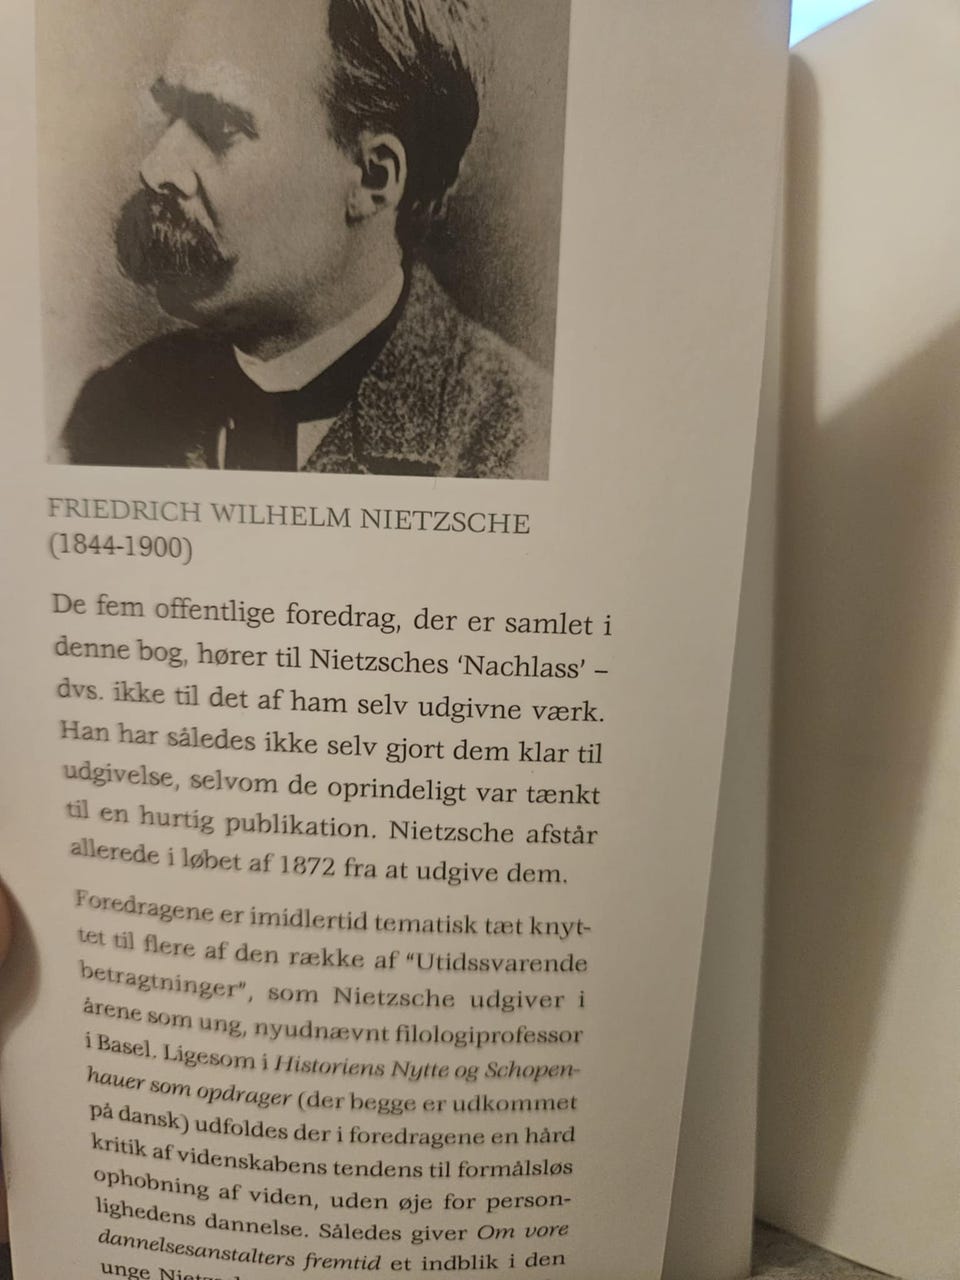 FRIEDRICH WILHELM NIETZSCHE
(1844-1900)
De fem offentlige foredrag, der er samlet i
denne bog, hører til Nietzsches ‘Nachlass’ –
dvs. ikke til det af ham selv udgivne værk.
Han har således ikke selv gjort dem klar til
udgivelse, selvom de oprindeligt var tænkt
til en hurtig publikation. Nietzsche afstår
allerede i løbet af 1872 fra at udgive dem.
Foredragene er imidlertid tematisk tæt knyt-
tet til flere af den række af “Utidssvarende
betragtninger”, som Nietzsche udgiver i
årene som ung, nyudnævnt filologiprofessor
i Basel. Ligesom i Historiens Nytte og Schopen-
hauer som opdrager (der begge er udkommet
på dansk) udfoldes der i foredragene en hård
kritik af videnskabens tendens til formålsløs
ophobning af viden, uden øje for person-
lighedens dannelse. Således giver Om vore
dannelsesanstalters fremtid et indblik i den
unge